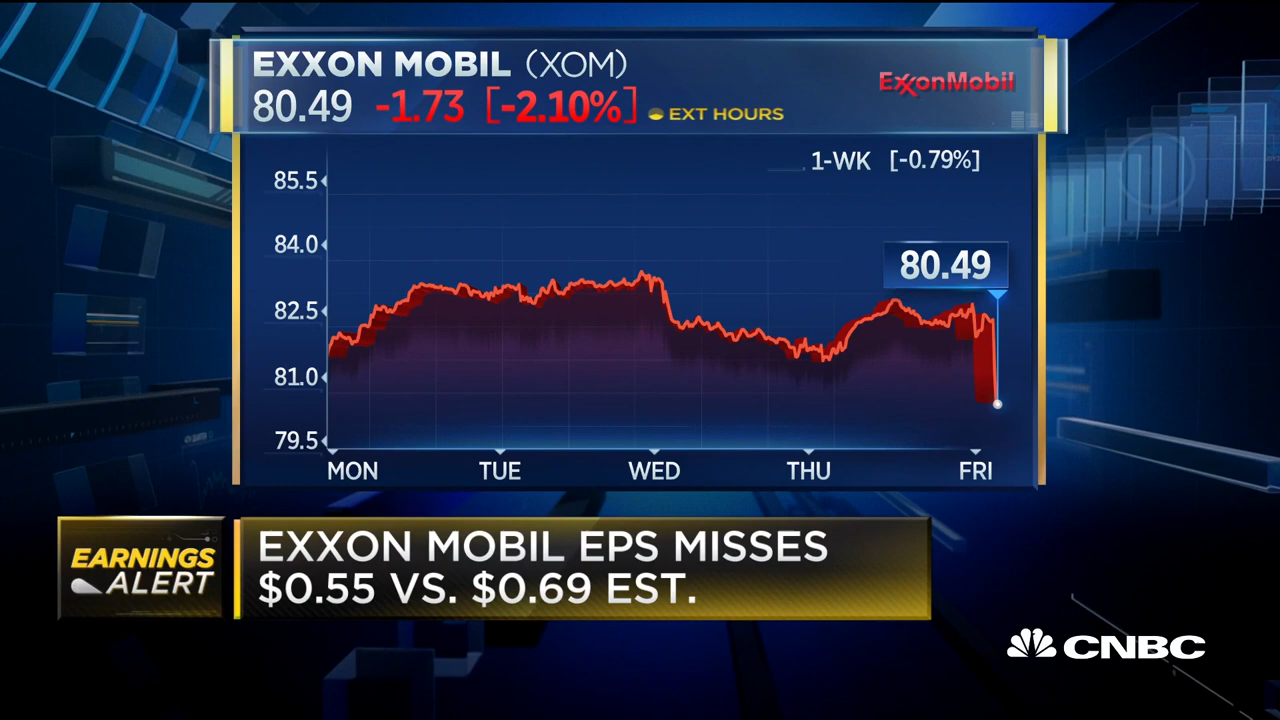 EXXON MOBIL (XOM)
80.49 -1.73 [-2.10%] EXT HOURS
ExxonMobil
1-WK [-0.79%]
85.5
84.0
82.5
81.0
79.5
80.49
MON TUE WED THU FRI
EARNINGS
ALERT
EXXON MOBIL EPS MISSES
$0.55 VS. $0.69 EST.
CNBC